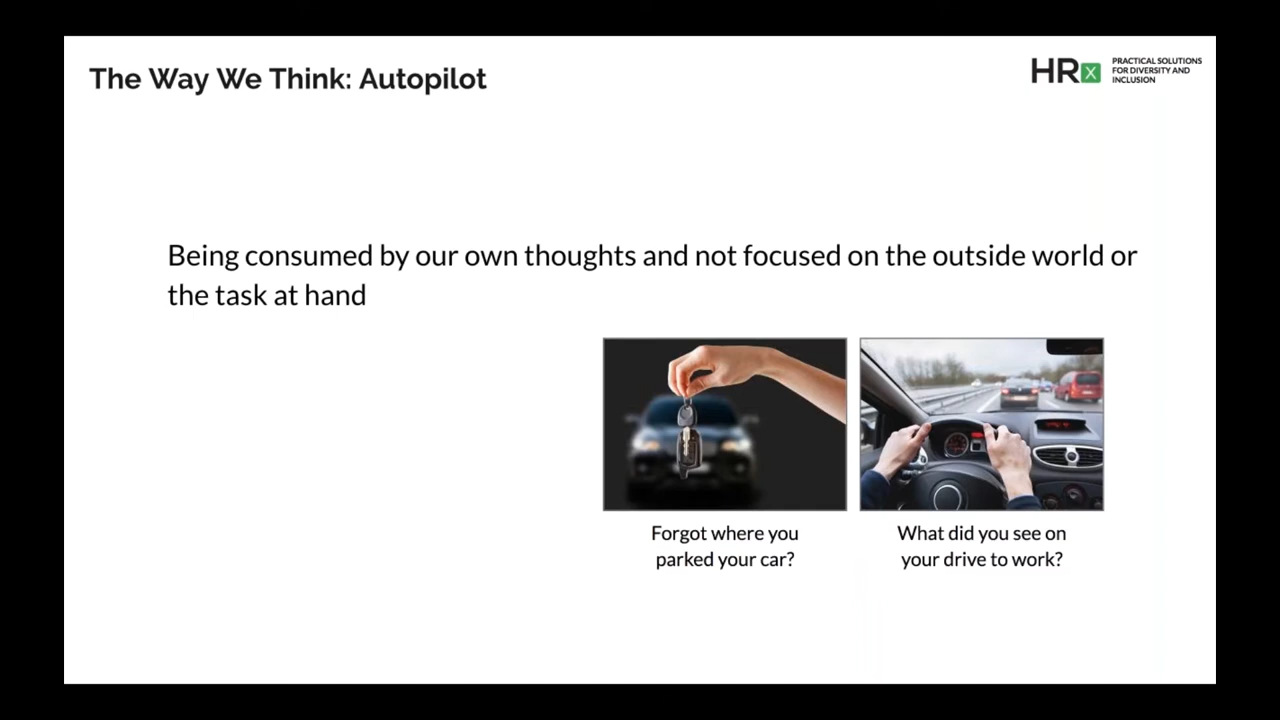 The Way We Think: Autopilot
HRx
PRACTICAL SOLUTIONS
FOR DIVERSITY AND
INCLUSION
Being consumed by our own thoughts and not focused on the outside world or
the task at hand
Forgot where you
parked your car?
What did you see on
your drive to work?